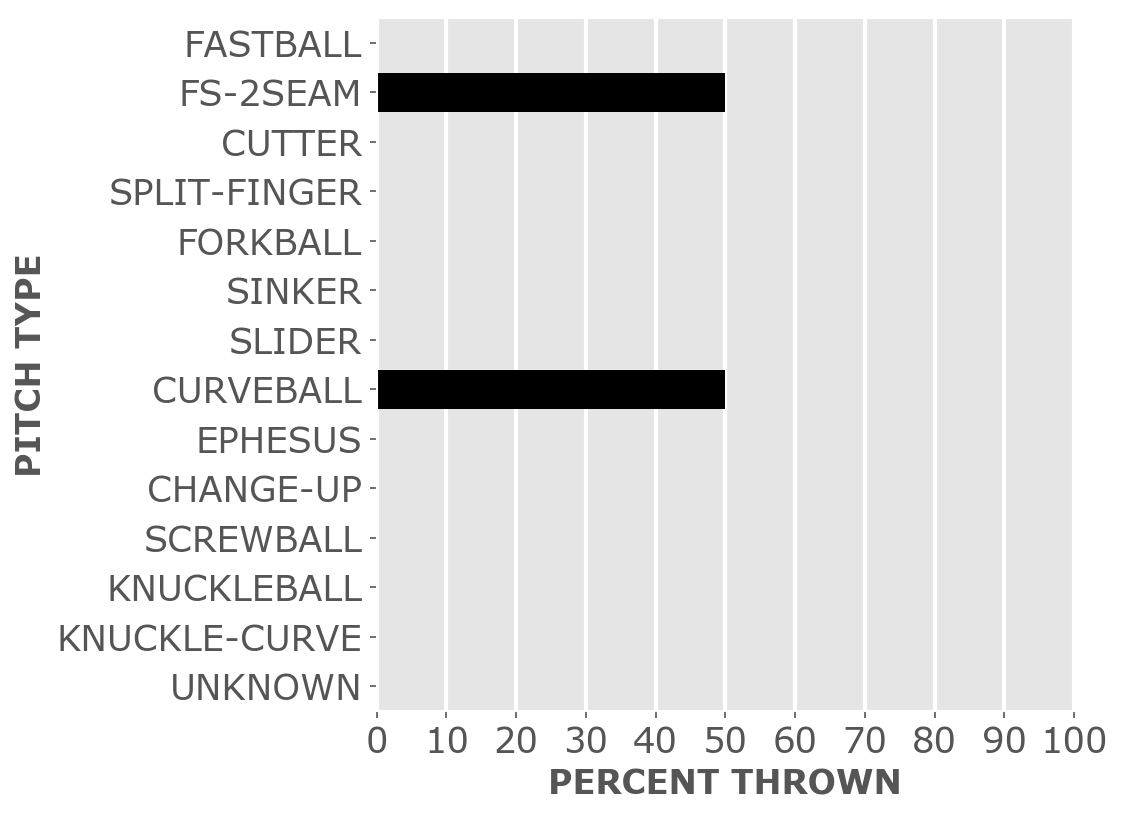 FASTBALL
FS-2SEAM
CUTTER
SPLIT-FINGER
FORKBALL
SINKER
SLIDER
CURVEBALL
EPHESUS
CHANGE-UP
SCREWBALL
KNUCKLEBALL
KNUCKLE-CURVE
UNKNOWN
PITCH TYPE
0 10 20 30 40 50 60 70 80 90 100
PERCENT THROWN